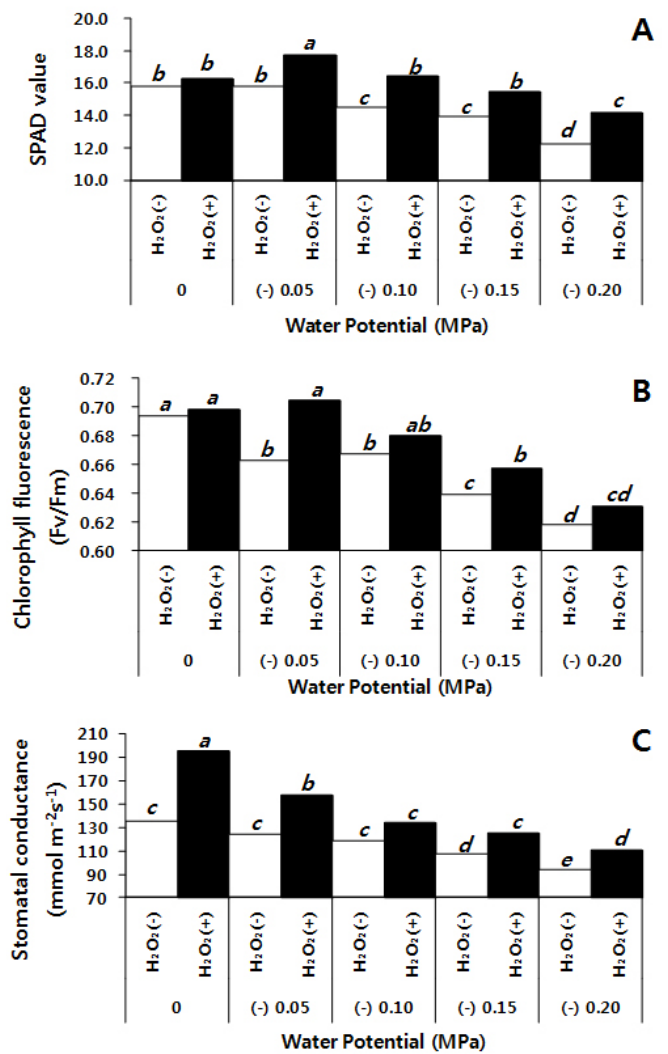 A
20.0
18.0
16.0
14.0
12.0
10.0
SPAD value
b b b a c b c b d c
H₂O₂(-) H₂O₂(+) H₂O₂(-) H₂O₂(+) H₂O₂(-) H₂O₂(+) H₂O₂(-) H₂O₂(+) H₂O₂(-) H₂O₂(+)
0 (-) 0.05 (-) 0.10 (-) 0.15 (-) 0.20
Water Potential (MPa)
B
0.72
0.70
0.68
0.66
0.64
0.62
0.60
Chlorophyll fluorescence
(Fv/Fm)
a a b a b ab c b d cd
H₂O₂(-) H₂O₂(+) H₂O₂(-) H₂O₂(+) H₂O₂(-) H₂O₂(+) H₂O₂(-) H₂O₂(+) H₂O₂(-) H₂O₂(+)
0 (-) 0.05 (-) 0.10 (-) 0.15 (-) 0.20
Water Potential (MPa)
C
210
190
170
150
130
110
90
70
Stomatal conductance
(mmol m⁻²s⁻¹)
c a c b c c d c e d
H₂O₂(-) H₂O₂(+) H₂O₂(-) H₂O₂(+) H₂O₂(-) H₂O₂(+) H₂O₂(-) H₂O₂(+) H₂O₂(-) H₂O₂(+)
0 (-) 0.05 (-) 0.10 (-) 0.15 (-) 0.20
Water Potential (MPa)